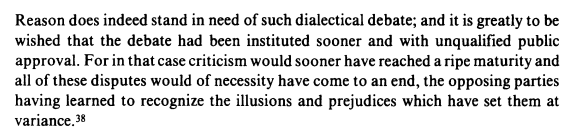 Reason does indeed stand in need of such dialectical debate; and it is greatly to be
wished that the debate had been instituted sooner and with unqualified public
approval. For in that case criticism would sooner have reached a ripe maturity and
all of these disputes would of necessity have come to an end, the opposing parties
having learned to recognize the illusions and prejudices which have set them at
variance.³⁸